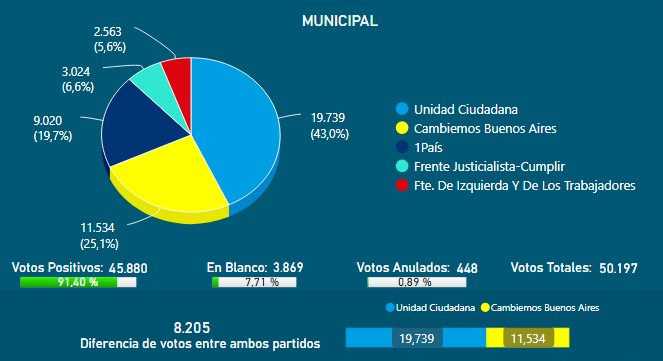 MUNICIPAL
2.563
(5,6%)
3.024
(6,6%)
9.020
(19,7%)
19.739
(43,0%)
11.534
(25,1%)
Unidad Ciudadana
Cambiemos Buenos Aires
1País
Frente Justicialista-Cumplir
Fte. De Izquierda Y De Los Trabajadores
Votos Positivos: 45.880
91,40 %
En Blanco: 3.869
7,71 %
Votos Anulados: 448
0,89 %
Votos Totales: 50.197
Unidad Ciudadana Cambiemos Buenos Aires
8.205
Diferencia de votos entre ambos partidos
19,739 11,534